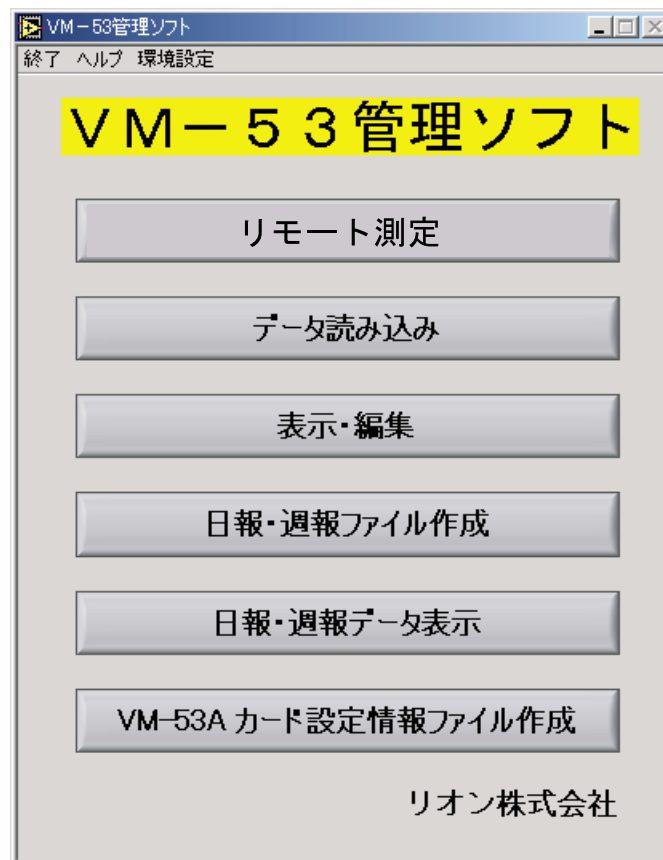 VM－53管理ソフト
終了 ヘルプ 環境設定
ＶＭ－５３管理ソフト
リモート測定
データ読み込み
表示・編集
日報・週報ファイル作成
日報・週報データ表示
VM-53A カード設定情報ファイル作成
リオン株式会社